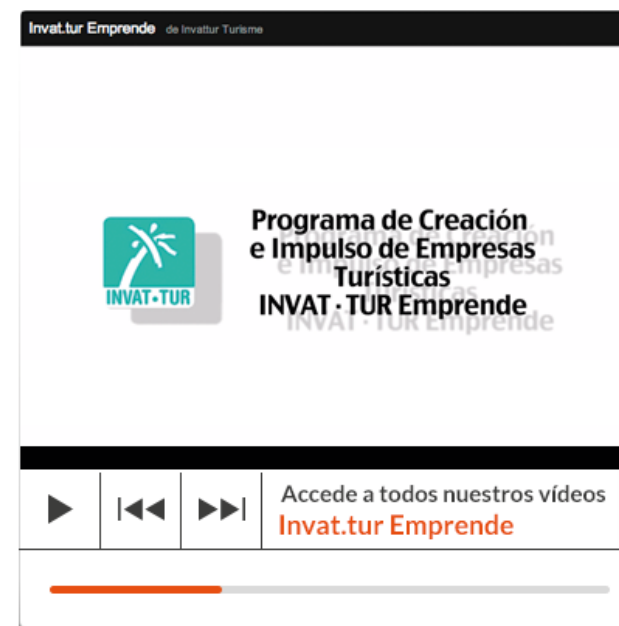 Invat.tur Emprende de Invattur Turisme
Programa de Creación
e Impulso de Empresas
Turísticas
INVAT · TUR Emprende
INVAT·TUR
Accede a todos nuestros vídeos
Invat.tur Emprende